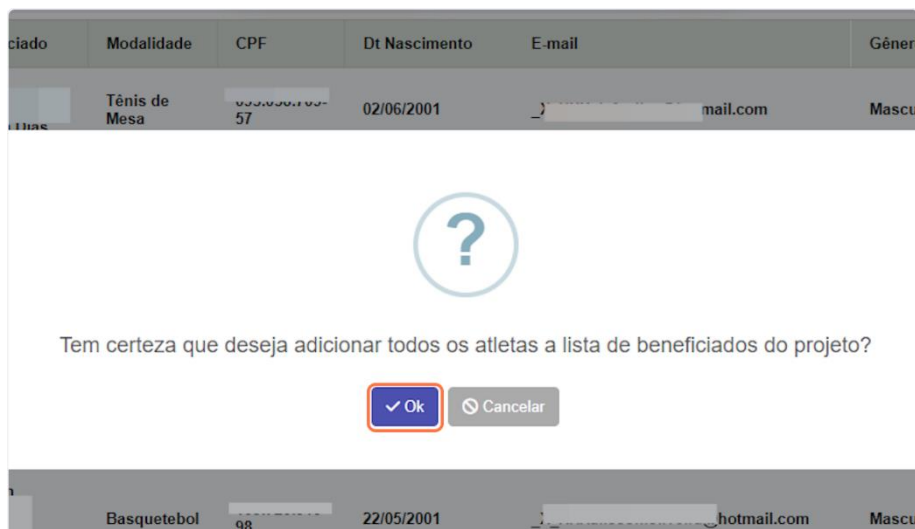 ciado Modalidade CPF Dt Nascimento E-mail Gêner
Tênis de
Mesa 57 02/06/2001 mail.com Mascu
Dias
?
Tem certeza que deseja adicionar todos os atletas a lista de beneficiados do projeto?
Ok Cancelar
Basquetebol 98 22/05/2001 hotmail.com Mascu